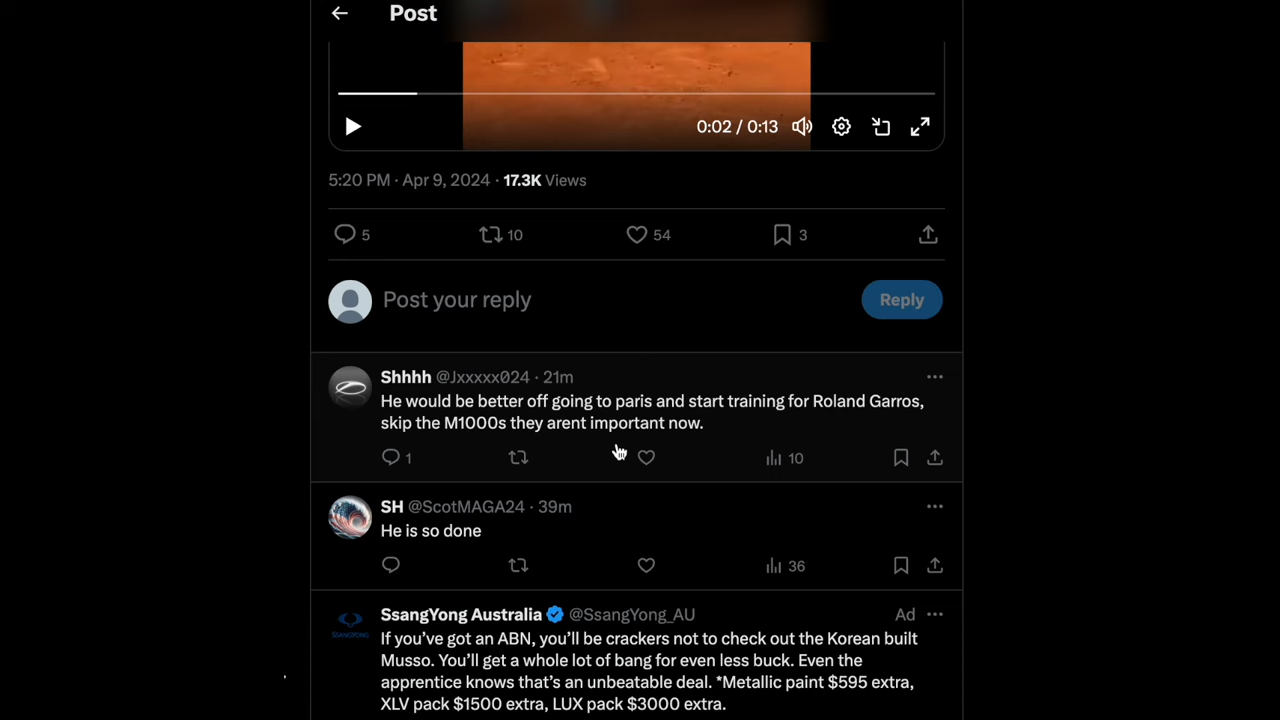 Post
0:02 / 0:13
5:20 PM · Apr 9, 2024 · 17.3K Views
5 10 54 3
Post your reply
Reply
Shhhh @Jxxxxx024 · 21m
He would be better off going to paris and start training for Roland Garros,
skip the M1000s they arent important now.
1 10
SH @ScotMAGA24 · 39m
He is so done
36
SsangYong Australia @SsangYong_AU Ad
SSANGYONG
If you've got an ABN, you'll be crackers not to check out the Korean built
Musso. You'll get a whole lot of bang for even less buck. Even the
apprentice knows that's an unbeatable deal. *Metallic paint $595 extra,
XLV pack $1500 extra, LUX pack $3000 extra.